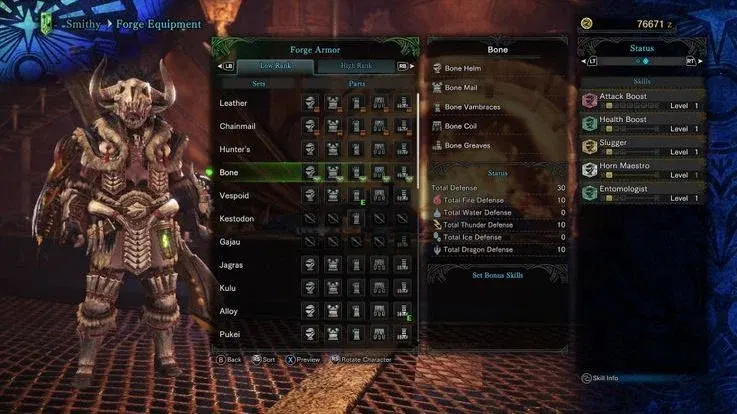 Smithy > Forge Equipment
76671 z
Forge Armor
LB Low Rank High Rank RB
Sets Parts
Leather
Chainmail
Hunter's
Bone
Vespoid
E
Kestodon
Gajau
Jagras
Kulu
Alloy
E
Pukei
B Back RS Sort X Preview RS Rotate Character
Bone
Bone Helm
Bone Mail
Bone Vambraces
Bone Coil
Bone Greaves
Status
Total Defense 30
Total Fire Defense 10
Total Water Defense 0
Total Thunder Defense 10
Total Ice Defense 0
Total Dragon Defense 10
Set Bonus Skills
Status
LT RT
Skills
Attack Boost
Level 1
Health Boost
Level 1
Slugger
Level 1
Horn Maestro
Level 1
Entomologist
Level 1
Skill Info